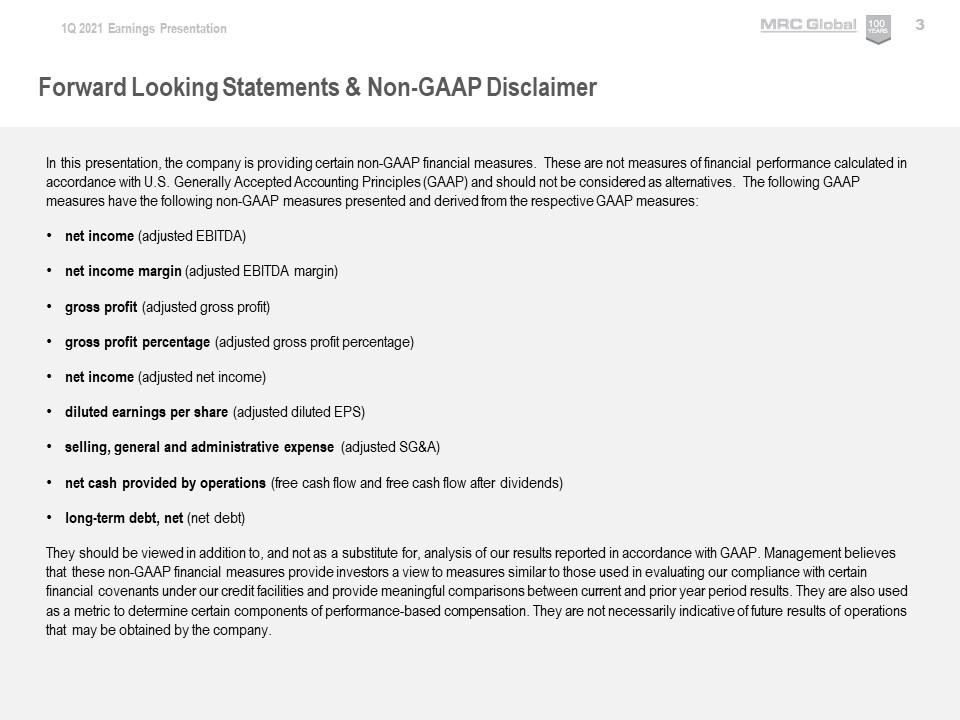 1Q 2021 Earnings Presentation
MRC Global
100
YEARS
3
Forward Looking Statements & Non-GAAP Disclaimer
In this presentation, the company is providing certain non-GAAP financial measures. These are not measures of financial performance calculated in
accordance with U.S. Generally Accepted Accounting Principles (GAAP) and should not be considered as alternatives. The following GAAP
measures have the following non-GAAP measures presented and derived from the respective GAAP measures:
• net income (adjusted EBITDA)
• net income margin (adjusted EBITDA margin)
• gross profit (adjusted gross profit)
• gross profit percentage (adjusted gross profit percentage)
• net income (adjusted net income)
• diluted earnings per share (adjusted diluted EPS)
• selling, general and administrative expense (adjusted SG&A)
• net cash provided by operations (free cash flow and free cash flow after dividends)
• long-term debt, net (net debt)
They should be viewed in addition to, and not as a substitute for, analysis of our results reported in accordance with GAAP. Management believes
that these non-GAAP financial measures provide investors a view to measures similar to those used in evaluating our compliance with certain
financial covenants under our credit facilities and provide meaningful comparisons between current and prior year period results. They are also used
as a metric to determine certain components of performance-based compensation. They are not necessarily indicative of future results of operations
that may be obtained by the company.